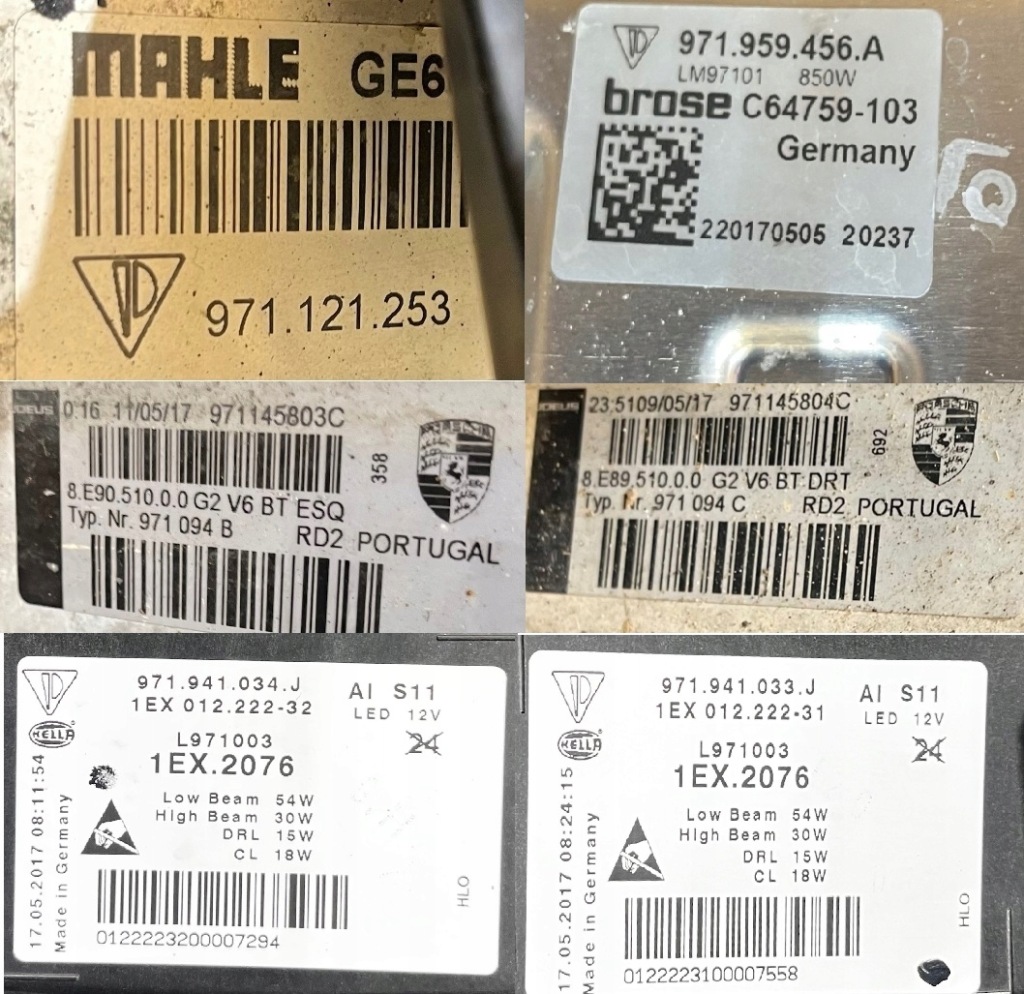 MAHLE GE6
971.121.253
971.959.456.A
LM97101 850W
brose C64759-103
Germany
220170505 20237
0:16 11/05/17 971145803C
358
8.E90.510.0.0 G2 V6 BT ESQ
Typ. Nr. 971 094 B RD2 PORTUGAL
23:5109/05/17 971145804C
692
PORSCHE
8.E89.510.0.0 G2 V6 BT DRT
Typ. Nr. 971 094 C RD2 PORTUGAL
971.941.034.J AI S11
1EX 012.222-32 LED 12V
HELLA
L971003 24
1EX.2076
Low Beam 54W
High Beam 30W
DRL 15W
CL 18W
17.05.2017 08:11:54
Made in Germany
HLO
0122223200007294
971.941.033.J AI S11
1EX 012.222-31 LED 12V
HELLA
L971003 24
1EX.2076
Low Beam 54W
High Beam 30W
DRL 15W
CL 18W
17.05.2017 08:24:15
Made in Germany
HLO
0122223100007558